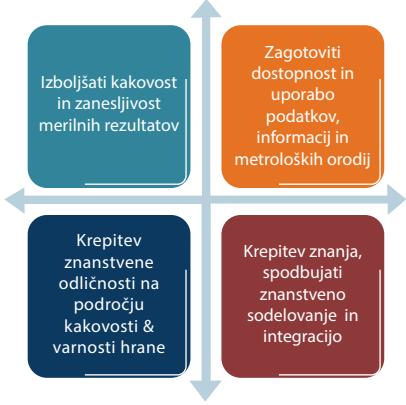 Izboljšati kakovost
in zanesljivost
merilnih rezultatov
Zagotoviti
dostopnost in
uporabo
podatkov,
informacij in
metroloških orodij
Krepitev
znanstvene
odličnosti na
področju
kakovosti &
varnosti hrane
Krepitev znanja,
spodbujati
znanstveno
sodelovanje in
integracijo